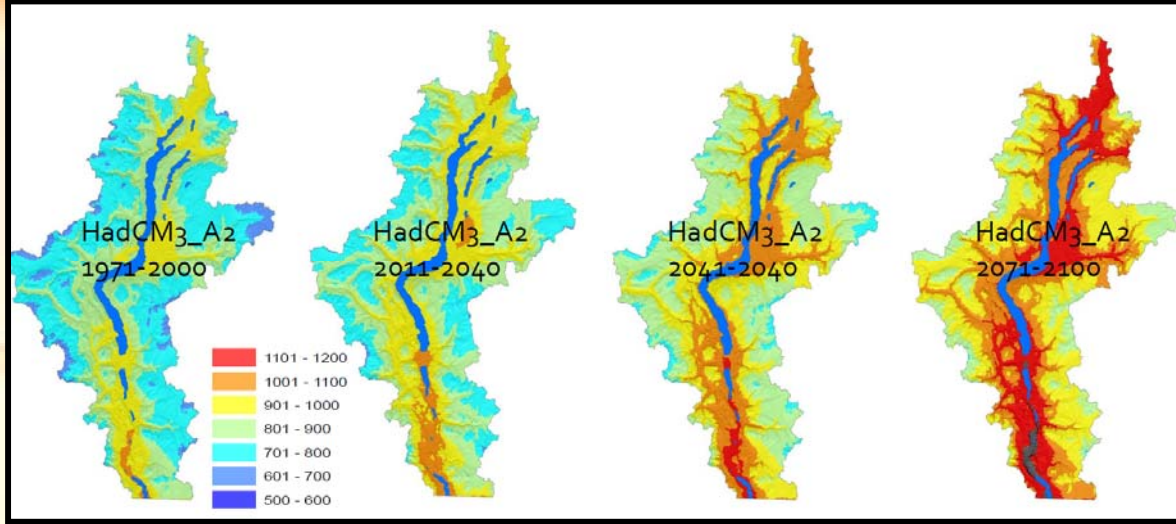 HadCM3_A2
1971-2000
HadCM3_A2
2011-2040
HadCM3_A2
2041-2040
HadCM3_A2
2071-2100
1101 - 1200
1001 - 1100
901 - 1000
801 - 900
701 - 800
601 - 700
500 - 600